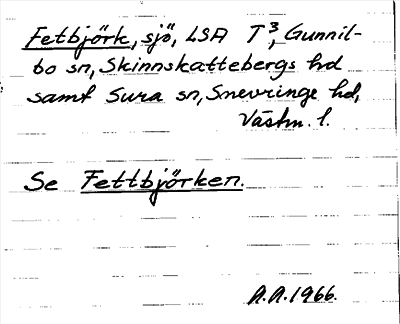 Fetbjörk, sjö, LSA T³, Gunnil-
bo sn, Skinnskattebergs hd
samt Sura sn, Snevringe hd,
Västm. l.
Se Fettbjörken.
A.A. 1966.